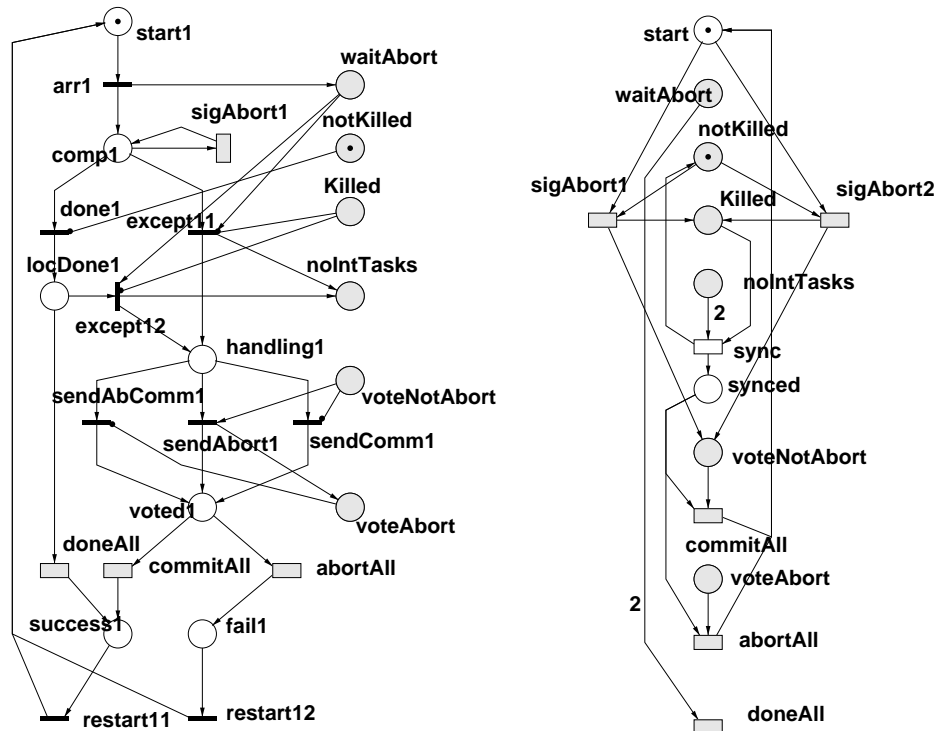 start1
arr1
waitAbort
sigAbort1
notKilled
comp1
Killed
done1
except11
locDone1
noIntTasks
except12
handling1
sendAbComm1
voteNotAbort
sendAbort1
sendComm1
voted1
voteAbort
doneAll
commitAll
abortAll
success1
fail1
restart11
restart12
start
waitAbort
notKilled
sigAbort1
Killed
sigAbort2
noIntTasks
2
sync
synced
voteNotAbort
commitAll
voteAbort
2
abortAll
doneAll